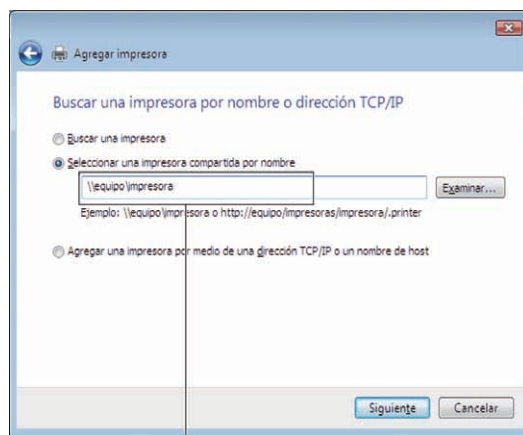 Agregar impresora
Buscar una impresora por nombre o dirección TCP/IP
Buscar una impresora
Seleccionar una impresora compartida por nombre
\\equipo\impresora
Examinar...
Ejemplo: \\equipo\impresora o http://equipo/impresoras/impresora/.printer
Agregar una impresora por medio de una dirección TCP/IP o un nombre de host
Siguiente
Cancelar